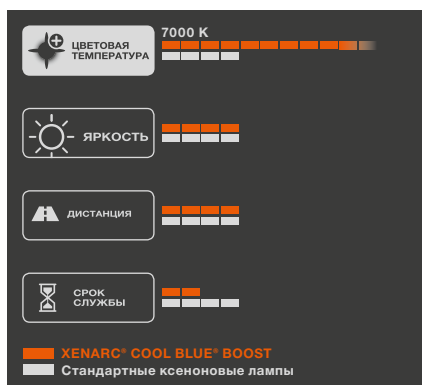 7000 K
ЦВЕТОВАЯ
ТЕМПЕРАТУРА
ЯРКОСТЬ
ДИСТАНЦИЯ
СРОК
СЛУЖБЫ
XENARC® COOL BLUE® BOOST
Стандартные ксеноновые лампы